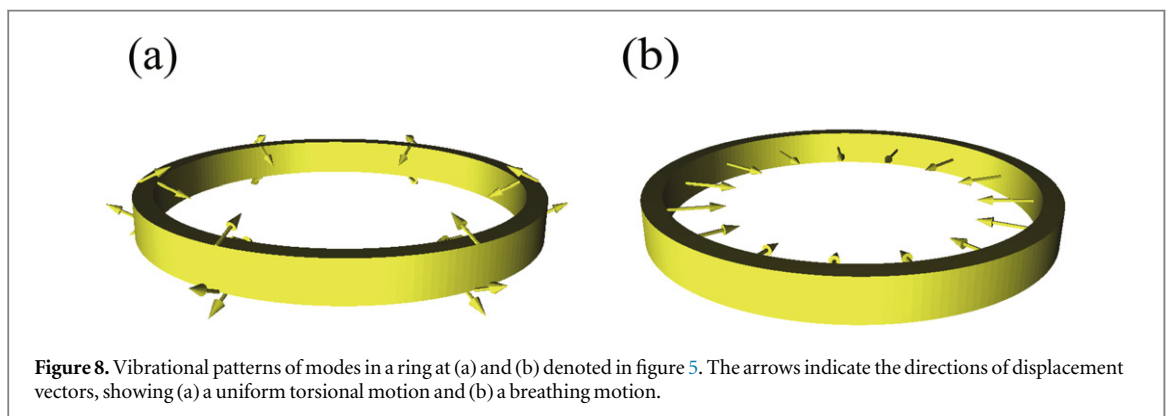 (a) (b)
Figure 8. Vibrational patterns of modes in a ring at (a) and (b) denoted in figure 5. The arrows indicate the directions of displacement
vectors, showing (a) a uniform torsional motion and (b) a breathing motion.